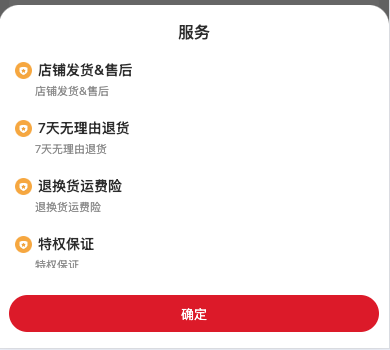 服务
店铺发货&售后
店铺发货&售后
7天无理由退货
7天无理由退货
退换货运费险
退换货运费险
特权保证
特权保证
确定